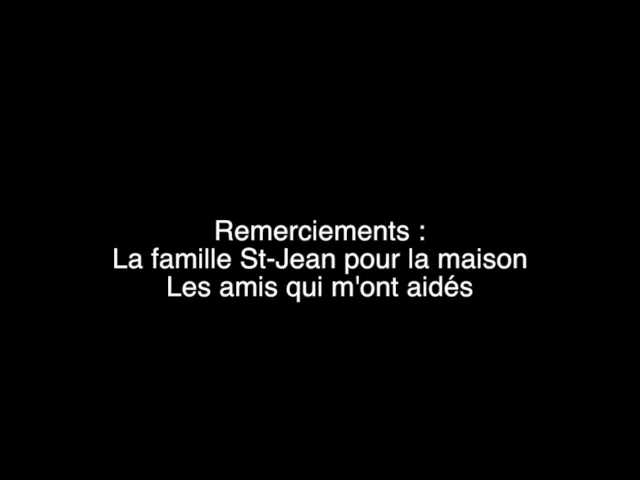 Remerciements :
La famille St-Jean pour la maison
Les amis qui m'ont aidés